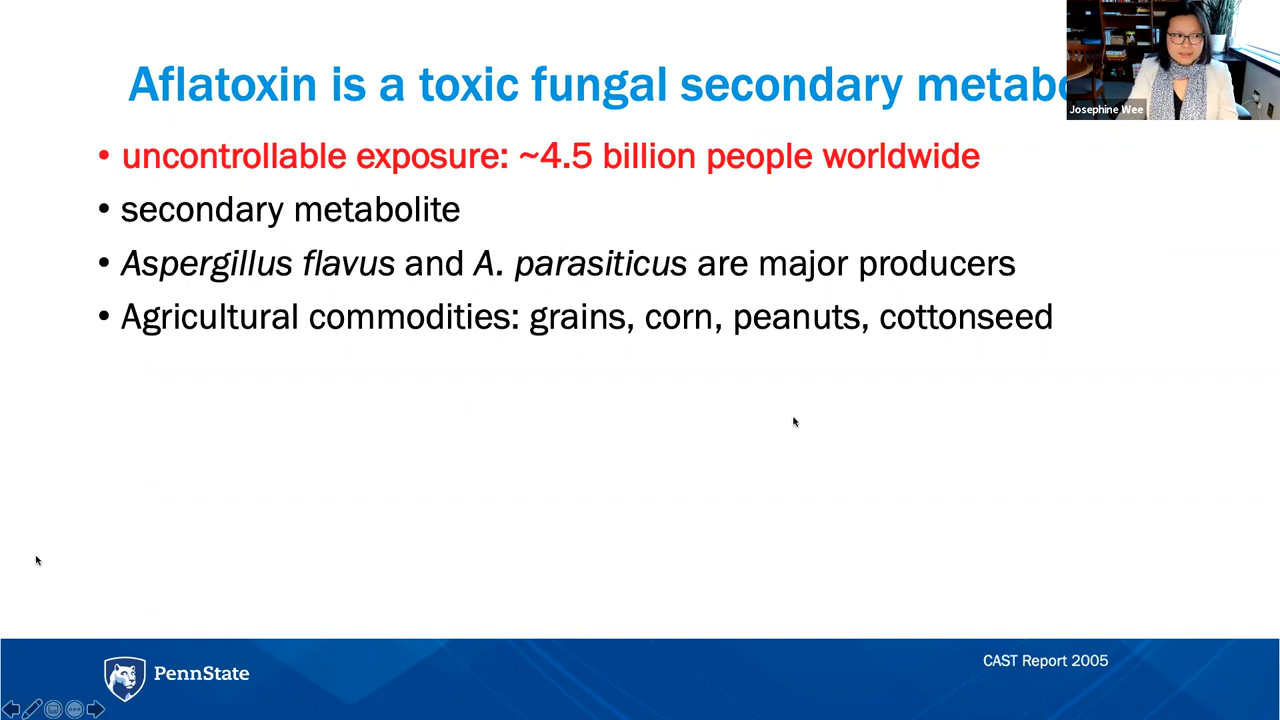 Aflatoxin is a toxic fungal secondary metabo
Josephine Wee
• uncontrollable exposure: ~4.5 billion people worldwide
• secondary metabolite
• Aspergillus flavus and A. parasiticus are major producers
• Agricultural commodities: grains, corn, peanuts, cottonseed
CAST Report 2005
PennState